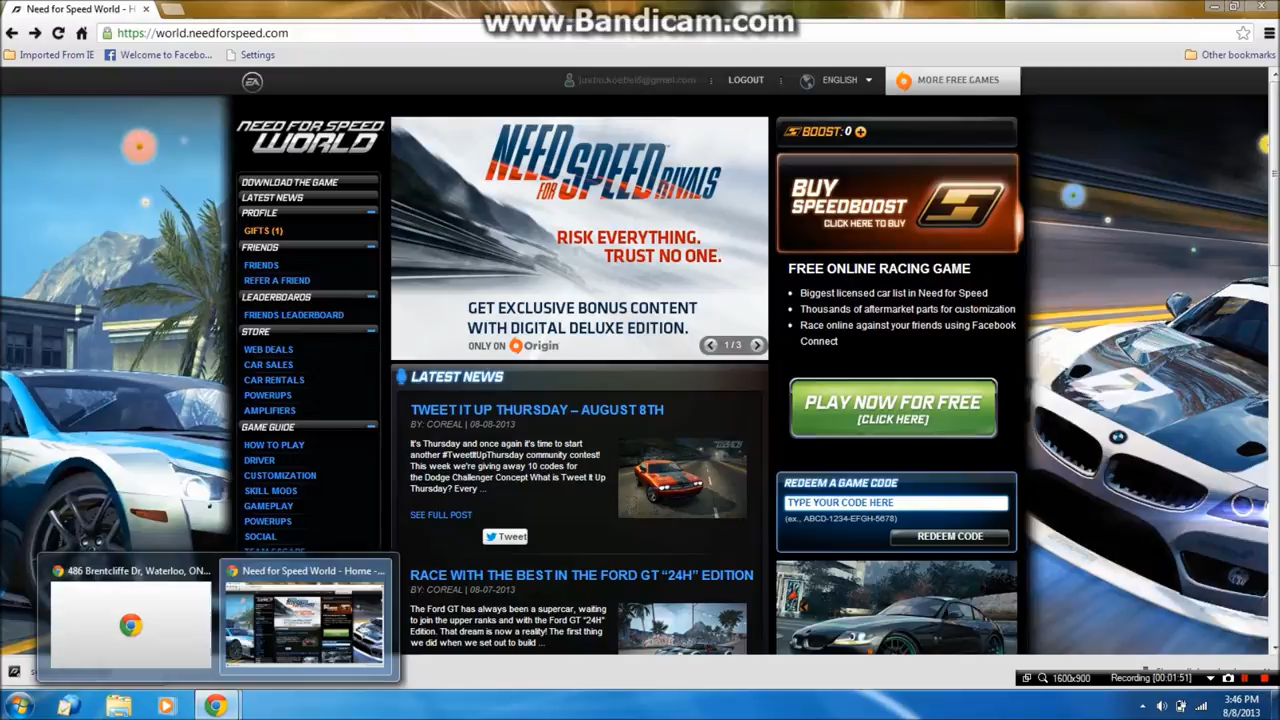 Need for Speed World - H
www.Bandicam.com
https://world.needforspeed.com
Imported From IE
Welcome to Facebo...
Settings
Other bookmarks
EA
LOGOUT
ENGLISH
MORE FREE GAMES
NEED FOR SPEED
WORLD
DOWNLOAD THE GAME
LATEST NEWS
PROFILE
GIFTS (1)
FRIENDS
FRIENDS
REFER A FRIEND
LEADERBOARDS
FRIENDS LEADERBOARD
STORE
WEB DEALS
CAR SALES
CAR RENTALS
POWERUPS
AMPLIFIERS
GAME GUIDE
HOW TO PLAY
DRIVER
CUSTOMIZATION
SKILL MODS
GAMEPLAY
POWERUPS
SOCIAL
TEAM ESCAPE
NEED
FOR SPEED RIVALS
RISK EVERYTHING.
TRUST NO ONE.
GET EXCLUSIVE BONUS CONTENT
WITH DIGITAL DELUXE EDITION.
ONLY ON Origin
1 / 3
LATEST NEWS
TWEET IT UP THURSDAY – AUGUST 8TH
BY: COREAL | 08-08-2013
It's Thursday and once again it's time to start
another #TweetItUpThursday community contest!
This week we're giving away 10 codes for
the Dodge Challenger Concept What is Tweet It Up
Thursday? Every ...
SEE FULL POST
Tweet
RACE WITH THE BEST IN THE FORD GT “24H” EDITION
BY: COREAL | 08-07-2013
The Ford GT has always been a supercar, waiting
to join the upper ranks and with the Ford GT "24H"
Edition. That dream is now a reality! The first thing
we did when we set out to build ...
BOOST: 0
BUY
SPEEDBOOST
CLICK HERE TO BUY
FREE ONLINE RACING GAME
Biggest licensed car list in Need for Speed
Thousands of aftermarket parts for customization
Race online against your friends using Facebook
Connect
PLAY NOW FOR FREE
[CLICK HERE]
REDEEM A GAME CODE
TYPE YOUR CODE HERE
(ex., ABCD-1234-EFGH-5678)
REDEEM CODE
486 Brentcliffe Dr, Waterloo, ON...
Need for Speed World - Home -...
1600x900
Recording [00:01:51]
3:46 PM
8/8/2013